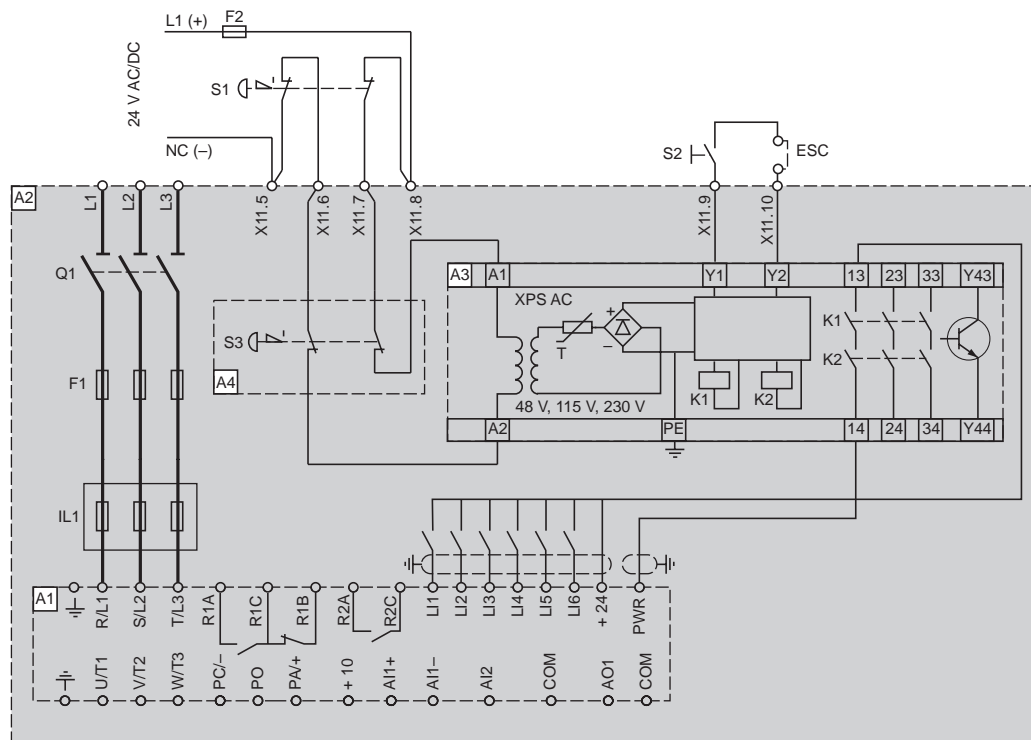 L1 (+)
F2
24 V AC/DC
S1
NC (–)
S2
ESC
A2
L1
L2
L3
X11.5
X11.6
X11.7
X11.8
X11.9
X11.10
Q1
A3
A1
Y1
Y2
13
23
33
Y43
XPS AC
+
–
T
K1
K2
S3
A4
F1
48 V, 115 V, 230 V
K1
K2
A2
PE
14
24
34
Y44
IL1
A1
R/L1
S/L2
T/L3
R1A
R1C
R1B
R2A
R2C
LI1
LI2
LI3
LI4
LI5
LI6
+ 24
PWR
U/T1
V/T2
W/T3
PC/–
PO
PA/+
+ 10
AI1+
AI1–
AI2
COM
AO1
COM